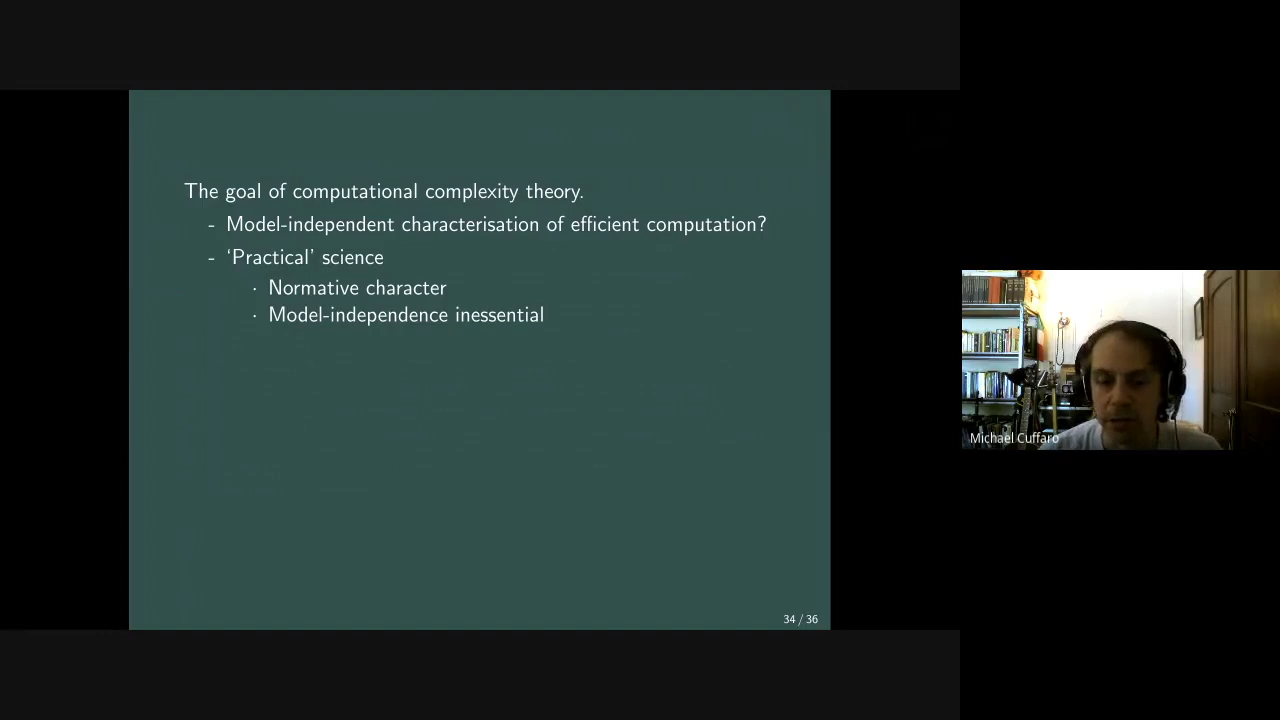 The goal of computational complexity theory.
- Model-independent characterisation of efficient computation?
- ‘Practical’ science
· Normative character
· Model-independence inessential
34 / 36
Michael Cuffaro